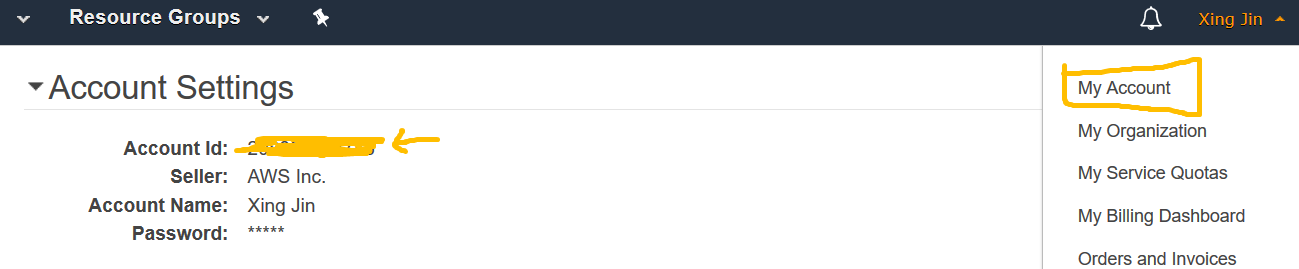 Resource Groups
Xing Jin
Account Settings
My Account
My Organization
My Service Quotas
My Billing Dashboard
Orders and Invoices
Account Id:
Seller: AWS Inc.
Account Name: Xing Jin
Password: *****